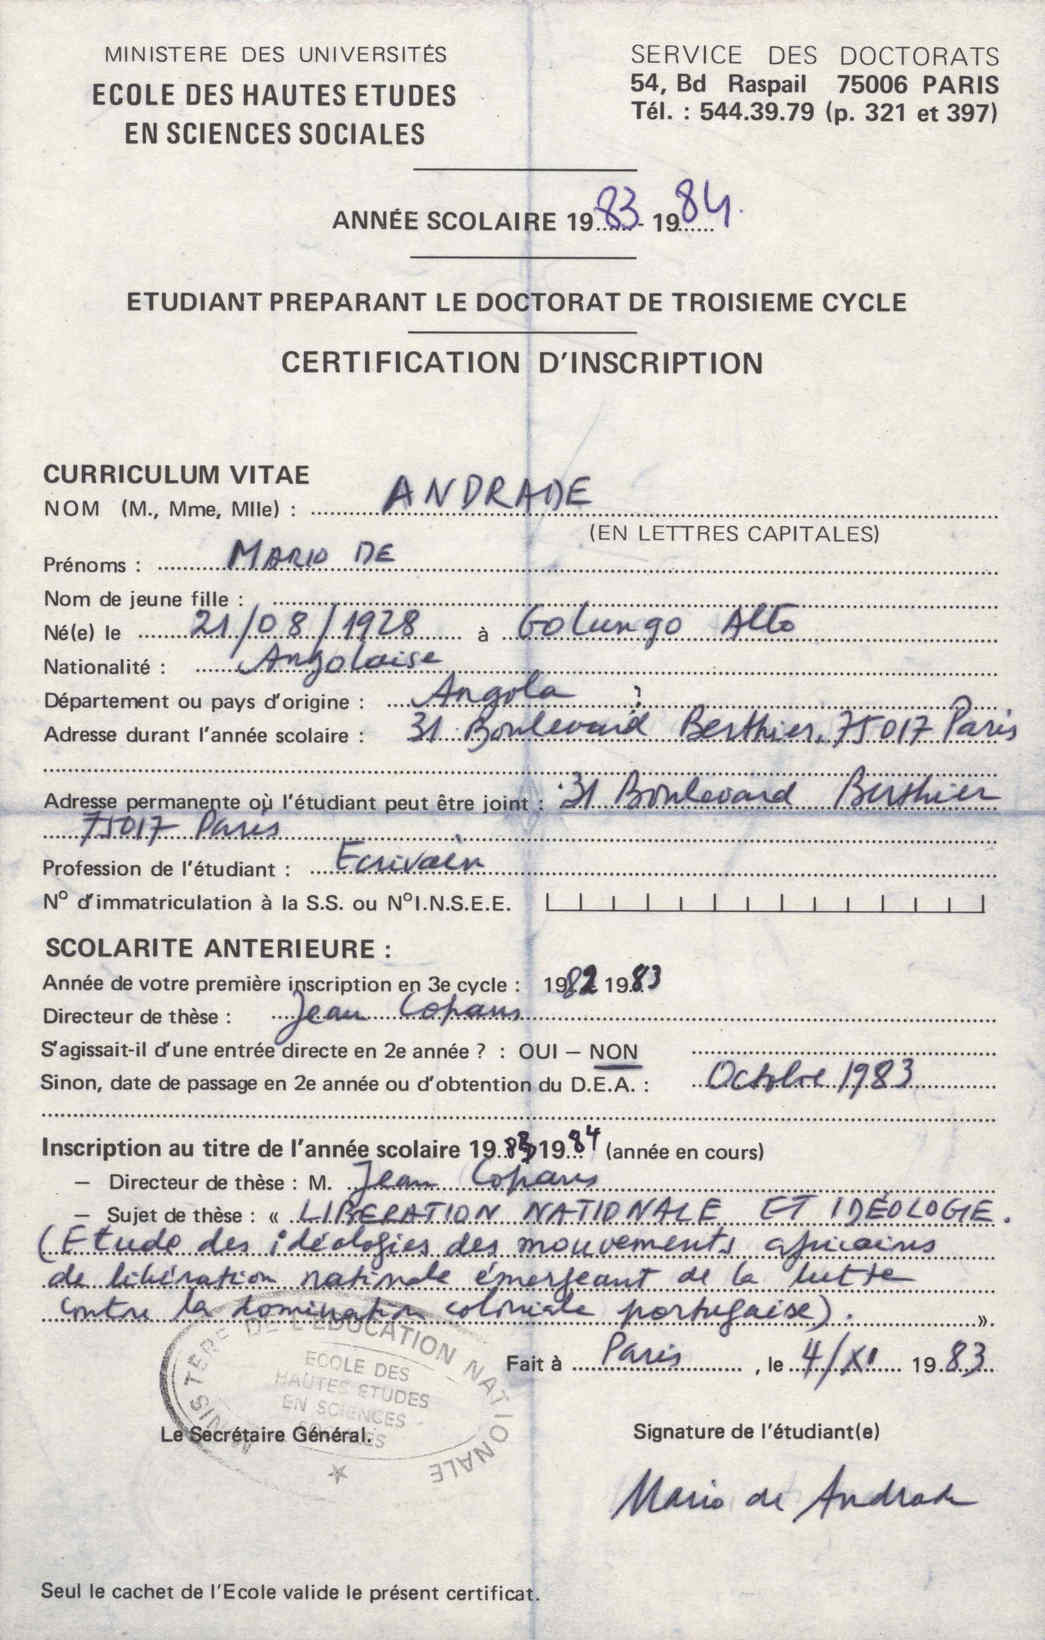 MINISTERE DES UNIVERSITÉS
ECOLE DES HAUTES ETUDES
EN SCIENCES SOCIALES
SERVICE DES DOCTORATS
54, Bd Raspail 75006 PARIS
Tél. : 544.39.79 (p. 321 et 397)
ANNÉE SCOLAIRE 1983 - 1984.
ETUDIANT PREPARANT LE DOCTORAT DE TROISIEME CYCLE
CERTIFICATION D'INSCRIPTION
CURRICULUM VITAE
NOM (M., Mme, Mlle) : ANDRADE
(EN LETTRES CAPITALES)
Prénoms : MARIO DE
Nom de jeune fille :
Né(e) le 21/08/1928 à Golungo Alto
Nationalité : Angolaise
Département ou pays d'origine : Angola
Adresse durant l'année scolaire : 31 Boulevard Berthier, 75017 Paris
Adresse permanente où l'étudiant peut être joint : 31 Boulevard Berthier
75017 Paris
Profession de l'étudiant : Ecrivain
N° d'immatriculation à la S.S. ou N°I.N.S.E.E.
SCOLARITE ANTERIEURE :
Année de votre première inscription en 3e cycle : 1982 1983
Directeur de thèse : Jean Copans
S'agissait-il d'une entrée directe en 2e année ? : OUI – NON
Sinon, date de passage en 2e année ou d'obtention du D.E.A. : Octobre 1983
Inscription au titre de l'année scolaire 1983 1984 (année en cours)
– Directeur de thèse : M. Jean Copans
– Sujet de thèse : « LIBERATION NATIONALE ET IDÉOLOGIE.
(Etude des idéologies des mouvements africains
de libération nationale émergeant de la lutte
contre la domination coloniale portugaise). »
Fait à Paris, le 4/XI 1983
MINISTERE DE L'EDUCATION NATIONALE
ECOLE DES
HAUTES ETUDES
EN SCIENCES
SOCIALES
Le Secrétaire Général.
Signature de l'étudiant(e)
Mario de Andrade
Seul le cachet de l'Ecole valide le présent certificat.